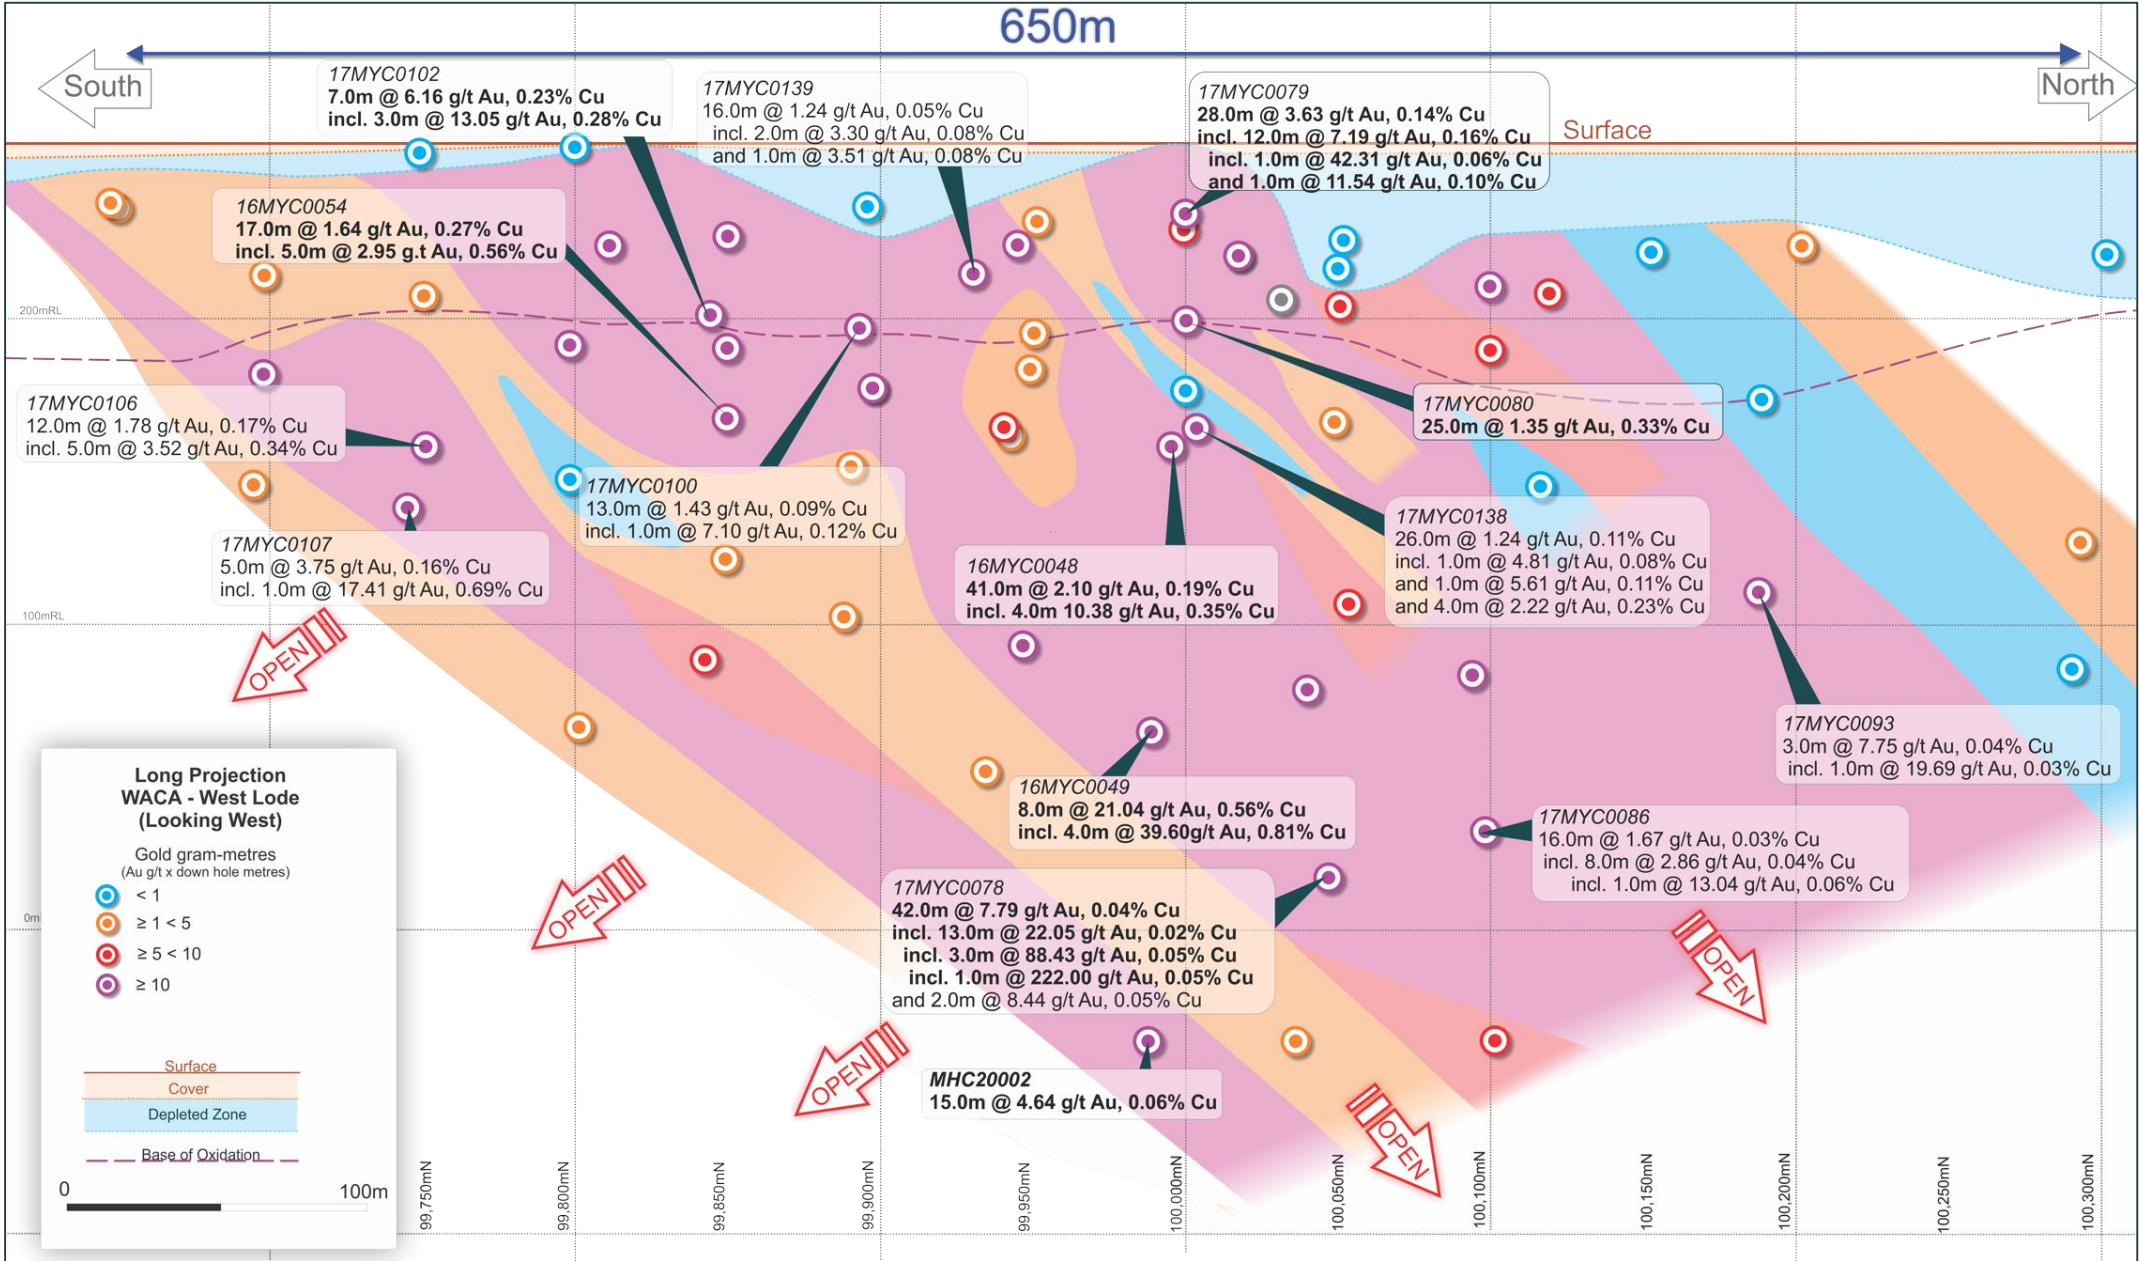 650m
South
North
17MYC0102
7.0m @ 6.16 g/t Au, 0.23% Cu
incl. 3.0m @ 13.05 g/t Au, 0.28% Cu
17MYC0139
16.0m @ 1.24 g/t Au, 0.05% Cu
incl. 2.0m @ 3.30 g/t Au, 0.08% Cu
and 1.0m @ 3.51 g/t Au, 0.08% Cu
17MYC0079
28.0m @ 3.63 g/t Au, 0.14% Cu
incl. 12.0m @ 7.19 g/t Au, 0.16% Cu
incl. 1.0m @ 42.31 g/t Au, 0.06% Cu
and 1.0m @ 11.54 g/t Au, 0.10% Cu
Surface
16MYC0054
17.0m @ 1.64 g/t Au, 0.27% Cu
incl. 5.0m @ 2.95 g.t Au, 0.56% Cu
200mRL
17MYC0106
12.0m @ 1.78 g/t Au, 0.17% Cu
incl. 5.0m @ 3.52 g/t Au, 0.34% Cu
17MYC0080
25.0m @ 1.35 g/t Au, 0.33% Cu
17MYC0100
13.0m @ 1.43 g/t Au, 0.09% Cu
incl. 1.0m @ 7.10 g/t Au, 0.12% Cu
17MYC0138
26.0m @ 1.24 g/t Au, 0.11% Cu
incl. 1.0m @ 4.81 g/t Au, 0.08% Cu
and 1.0m @ 5.61 g/t Au, 0.11% Cu
and 4.0m @ 2.22 g/t Au, 0.23% Cu
17MYC0107
5.0m @ 3.75 g/t Au, 0.16% Cu
incl. 1.0m @ 17.41 g/t Au, 0.69% Cu
16MYC0048
41.0m @ 2.10 g/t Au, 0.19% Cu
incl. 4.0m 10.38 g/t Au, 0.35% Cu
100mRL
OPEN
17MYC0093
3.0m @ 7.75 g/t Au, 0.04% Cu
incl. 1.0m @ 19.69 g/t Au, 0.03% Cu
16MYC0049
8.0m @ 21.04 g/t Au, 0.56% Cu
incl. 4.0m @ 39.60g/t Au, 0.81% Cu
17MYC0086
16.0m @ 1.67 g/t Au, 0.03% Cu
incl. 8.0m @ 2.86 g/t Au, 0.04% Cu
incl. 1.0m @ 13.04 g/t Au, 0.06% Cu
OPEN
17MYC0078
42.0m @ 7.79 g/t Au, 0.04% Cu
incl. 13.0m @ 22.05 g/t Au, 0.02% Cu
incl. 3.0m @ 88.43 g/t Au, 0.05% Cu
incl. 1.0m @ 222.00 g/t Au, 0.05% Cu
and 2.0m @ 8.44 g/t Au, 0.05% Cu
OPEN
0m
OPEN
MHC20002
15.0m @ 4.64 g/t Au, 0.06% Cu
OPEN
Long Projection
WACA - West Lode
(Looking West)
Gold gram-metres
(Au g/t x down hole metres)
< 1
≥ 1 < 5
≥ 5 < 10
≥ 10
Surface
Cover
Depleted Zone
Base of Oxidation
0 100m
99,750mN
99,800mN
99,850mN
99,900mN
99,950mN
100,000mN
100,050mN
100,100mN
100,150mN
100,200mN
100,250mN
100,300mN